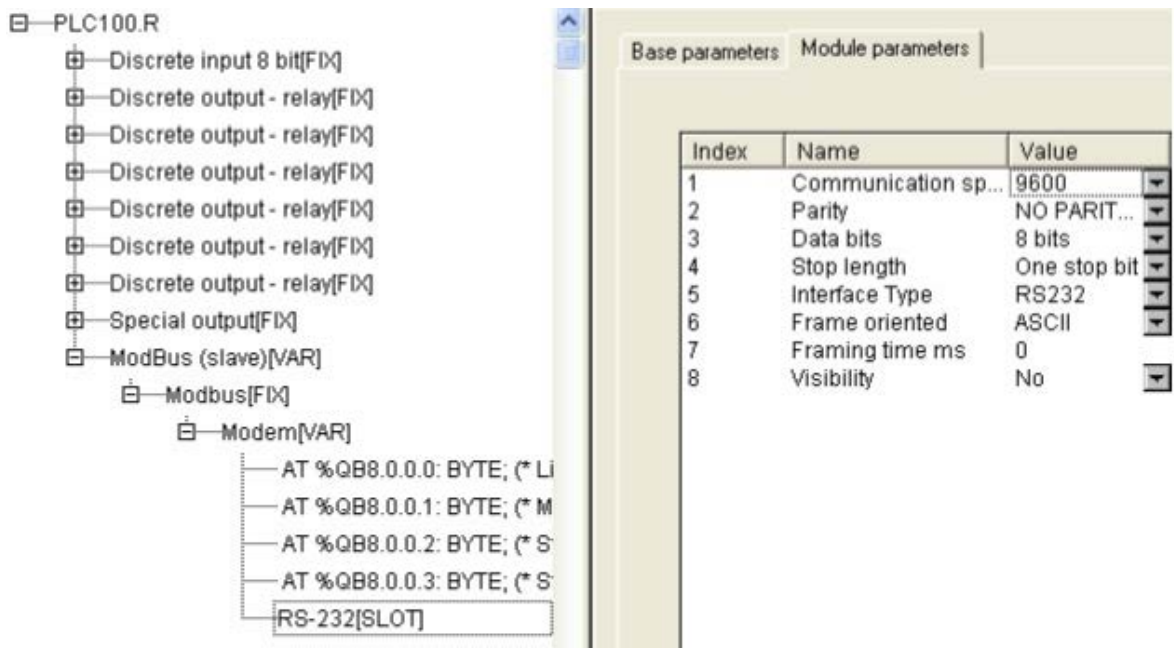 PLC100.R
Discrete input 8 bit[FIX]
Discrete output - relay[FIX]
Discrete output - relay[FIX]
Discrete output - relay[FIX]
Discrete output - relay[FIX]
Discrete output - relay[FIX]
Discrete output - relay[FIX]
Special output[FIX]
ModBus (slave)[VAR]
Modbus[FIX]
Modem[VAR]
AT %QB8.0.0.0: BYTE; (* Li
AT %QB8.0.0.1: BYTE; (* M
AT %QB8.0.0.2: BYTE; (* S
AT %QB8.0.0.3: BYTE; (* S
RS-232[SLOT]
Base parameters Module parameters
Index Name Value
1 Communication sp... 9600
2 Parity NO PARIT...
3 Data bits 8 bits
4 Stop length One stop bit
5 Interface Type RS232
6 Frame oriented ASCII
7 Framing time ms 0
8 Visibility No